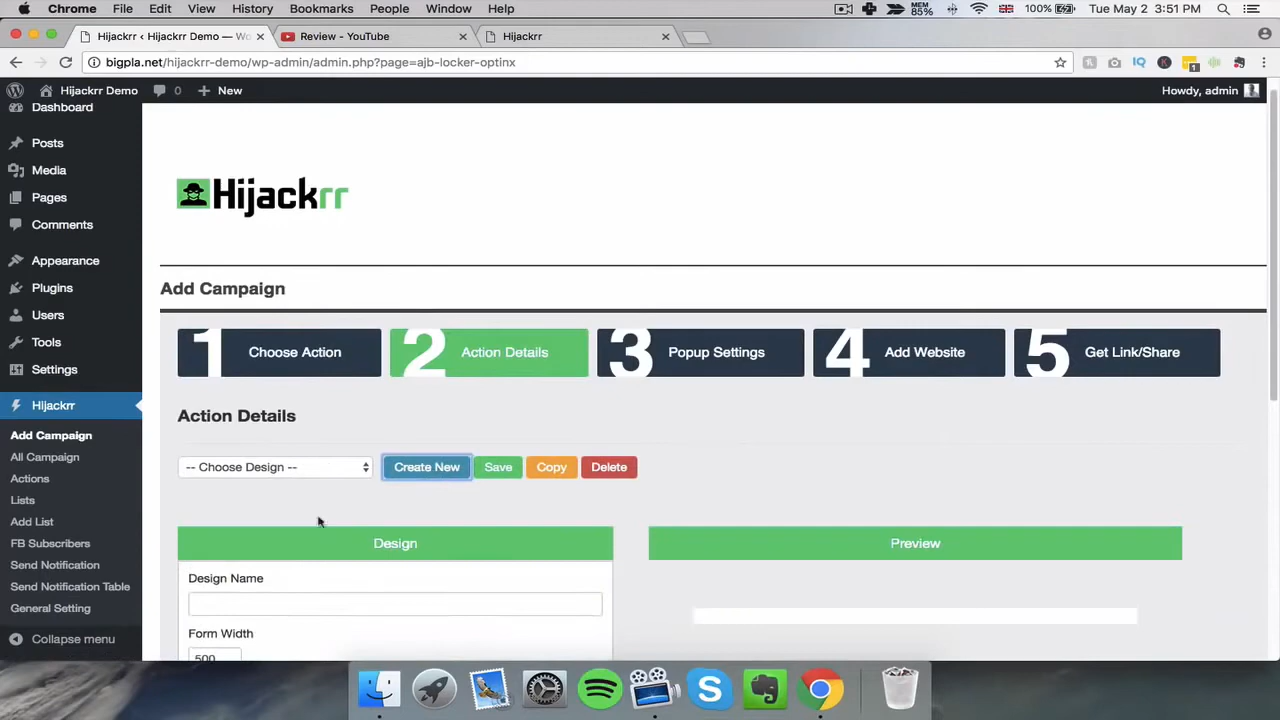 Chrome File Edit View History Bookmarks People Window Help MEM 85% 100% Tue May 2 3:51 PM
Hijackrr ‹ Hijackrr Demo — Wo Review - YouTube Hijackrr
bigpla.net/hijackrr-demo/wp-admin/admin.php?page=ajb-locker-optinx IQ 1
Hijackrr Demo 0 New Howdy, admin
Dashboard
Posts
Media
Pages
Comments
Appearance
Plugins
Users
Tools
Settings
Hijackrr
Add Campaign
All Campaign
Actions
Lists
Add List
FB Subscribers
Send Notification
Send Notification Table
General Setting
Collapse menu
Hijackrr
Add Campaign
1 Choose Action 2 Action Details 3 Popup Settings 4 Add Website 5 Get Link/Share
Action Details
-- Choose Design -- Create New Save Copy Delete
Design Preview
Design Name
Form Width
500